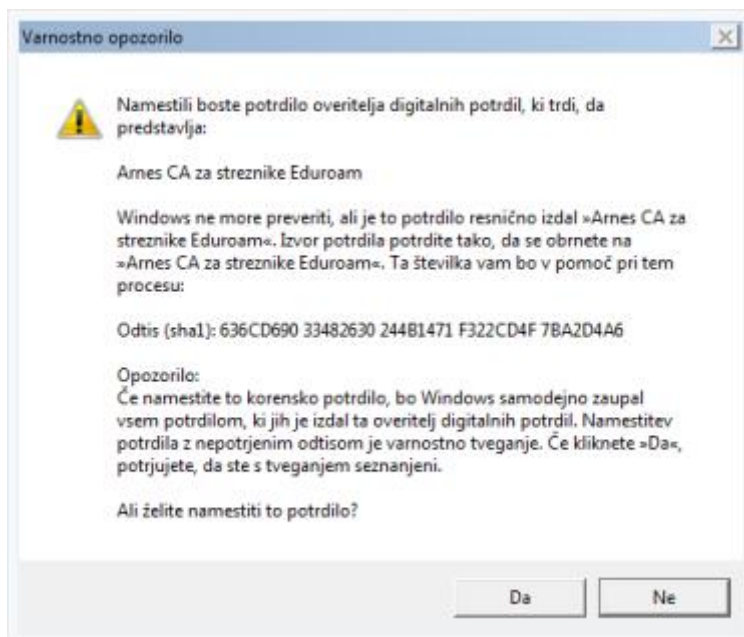 Varnostno opozorilo
Namestili boste potrdilo overitelja digitalnih potrdil, ki trdi, da
predstavlja:
Arnes CA za streznike Eduroam
Windows ne more preveriti, ali je to potrdilo resnično izdal »Arnes CA za
streznike Eduroam«. Izvor potrdila potrdite tako, da se obrnete na
»Arnes CA za streznike Eduroam«. Ta številka vam bo v pomoč pri tem
procesu:
Odtis (sha1): 636CD690 33482630 244B1471 F322CD4F 7BA2D4A6
Opozorilo:
Če namestite to korensko potrdilo, bo Windows samodejno zaupal
vsem potrdilom, ki jih je izdal ta overitelj digitalnih potrdil. Namestitev
potrdila z nepotrjenim odtisom je varnostno tveganje. Če kliknete »Da«,
potrjujete, da ste s tveganjem seznanjeni.
Ali želite namestiti to potrdilo?
Da
Ne